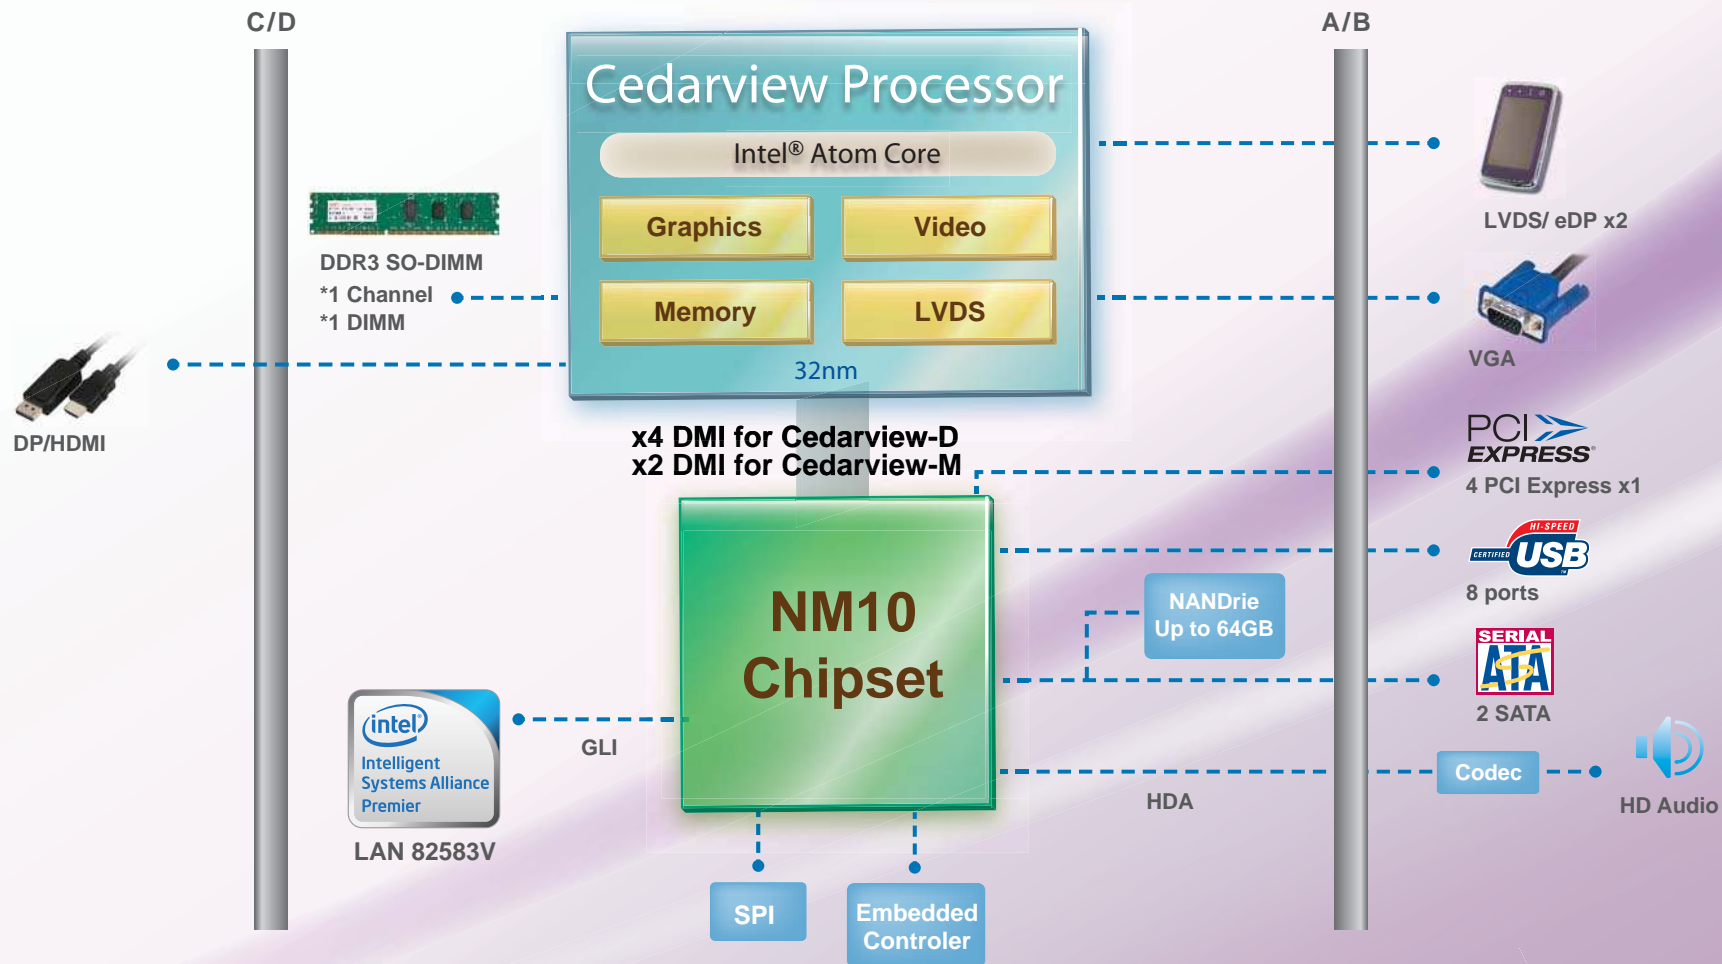 C/D
A/B
Cedarview Processor
Intel® Atom Core
Graphics
Video
Memory
LVDS
32nm
DDR3 SO-DIMM
*1 Channel
*1 DIMM
DP/HDMI
LVDS/ eDP x2
VGA
x4 DMI for Cedarview-D
x2 DMI for Cedarview-M
PCI
EXPRESS®
4 PCI Express x1
HI-SPEED
CERTIFIED USB
8 ports
NM10
Chipset
NANDrie
Up to 64GB
SERIAL
ATA
2 SATA
intel
Intelligent
Systems Alliance
Premier
LAN 82583V
GLI
HDA
Codec
HD Audio
SPI
Embedded
Controler